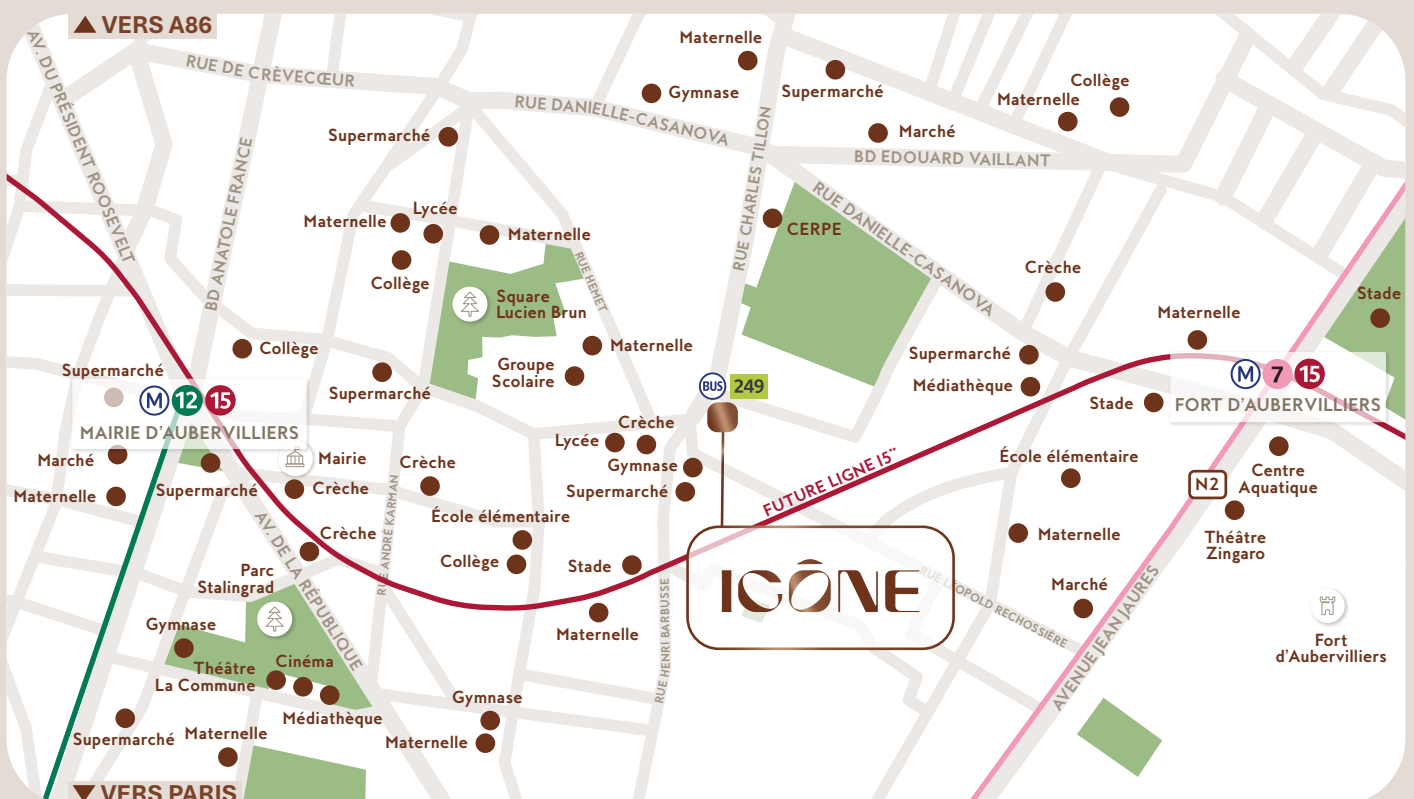 VERS A86
AV. DU PRÉSIDENT ROOSEVELT
RUE DE CRÈVECŒUR
BD ANATOLE FRANCE
RUE DANIELLE-CASANOVA
Maternelle
Gymnase
Supermarché
RUE CHARLES TILLON
Marché
BD EDOUARD VAILLANT
Maternelle
Collège
Supermarché
Maternelle
Lycée
Maternelle
Collège
RUE HEMET
Square
Lucien Brun
CERPE
RUE DANIELLE-CASANOVA
Crèche
Maternelle
Stade
Collège
Supermarché
Supermarché
Groupe
Scolaire
Maternelle
BUS
249
Supermarché
Médiathèque
Stade
M
7
15
FORT D'AUBERVILLIERS
M
12
15
MAIRIE D'AUBERVILLIERS
Marché
Maternelle
Supermarché
Mairie
Crèche
Crèche
Crèche
Lycée
Crèche
Gymnase
Supermarché
FUTURE LIGNE 15**
École élémentaire
N2
Centre
Aquatique
Théâtre
Zingaro
Maternelle
Marché
Fort
d'Aubervilliers
AV. DE LA RÉPUBLIQUE
RUE ANDRÉ KARMAN
École élémentaire
Collège
Stade
Maternelle
RUE HENRI BARBUSSE
ICÔNE
RUE LÉOPOLD RECHOSSIÈRE
AVENUE JEAN JAURES
Parc
Stalingrad
Gymnase
Théâtre
La Commune
Cinéma
Médiathèque
Supermarché
Maternelle
Gymnase
Maternelle
VERS PARIS